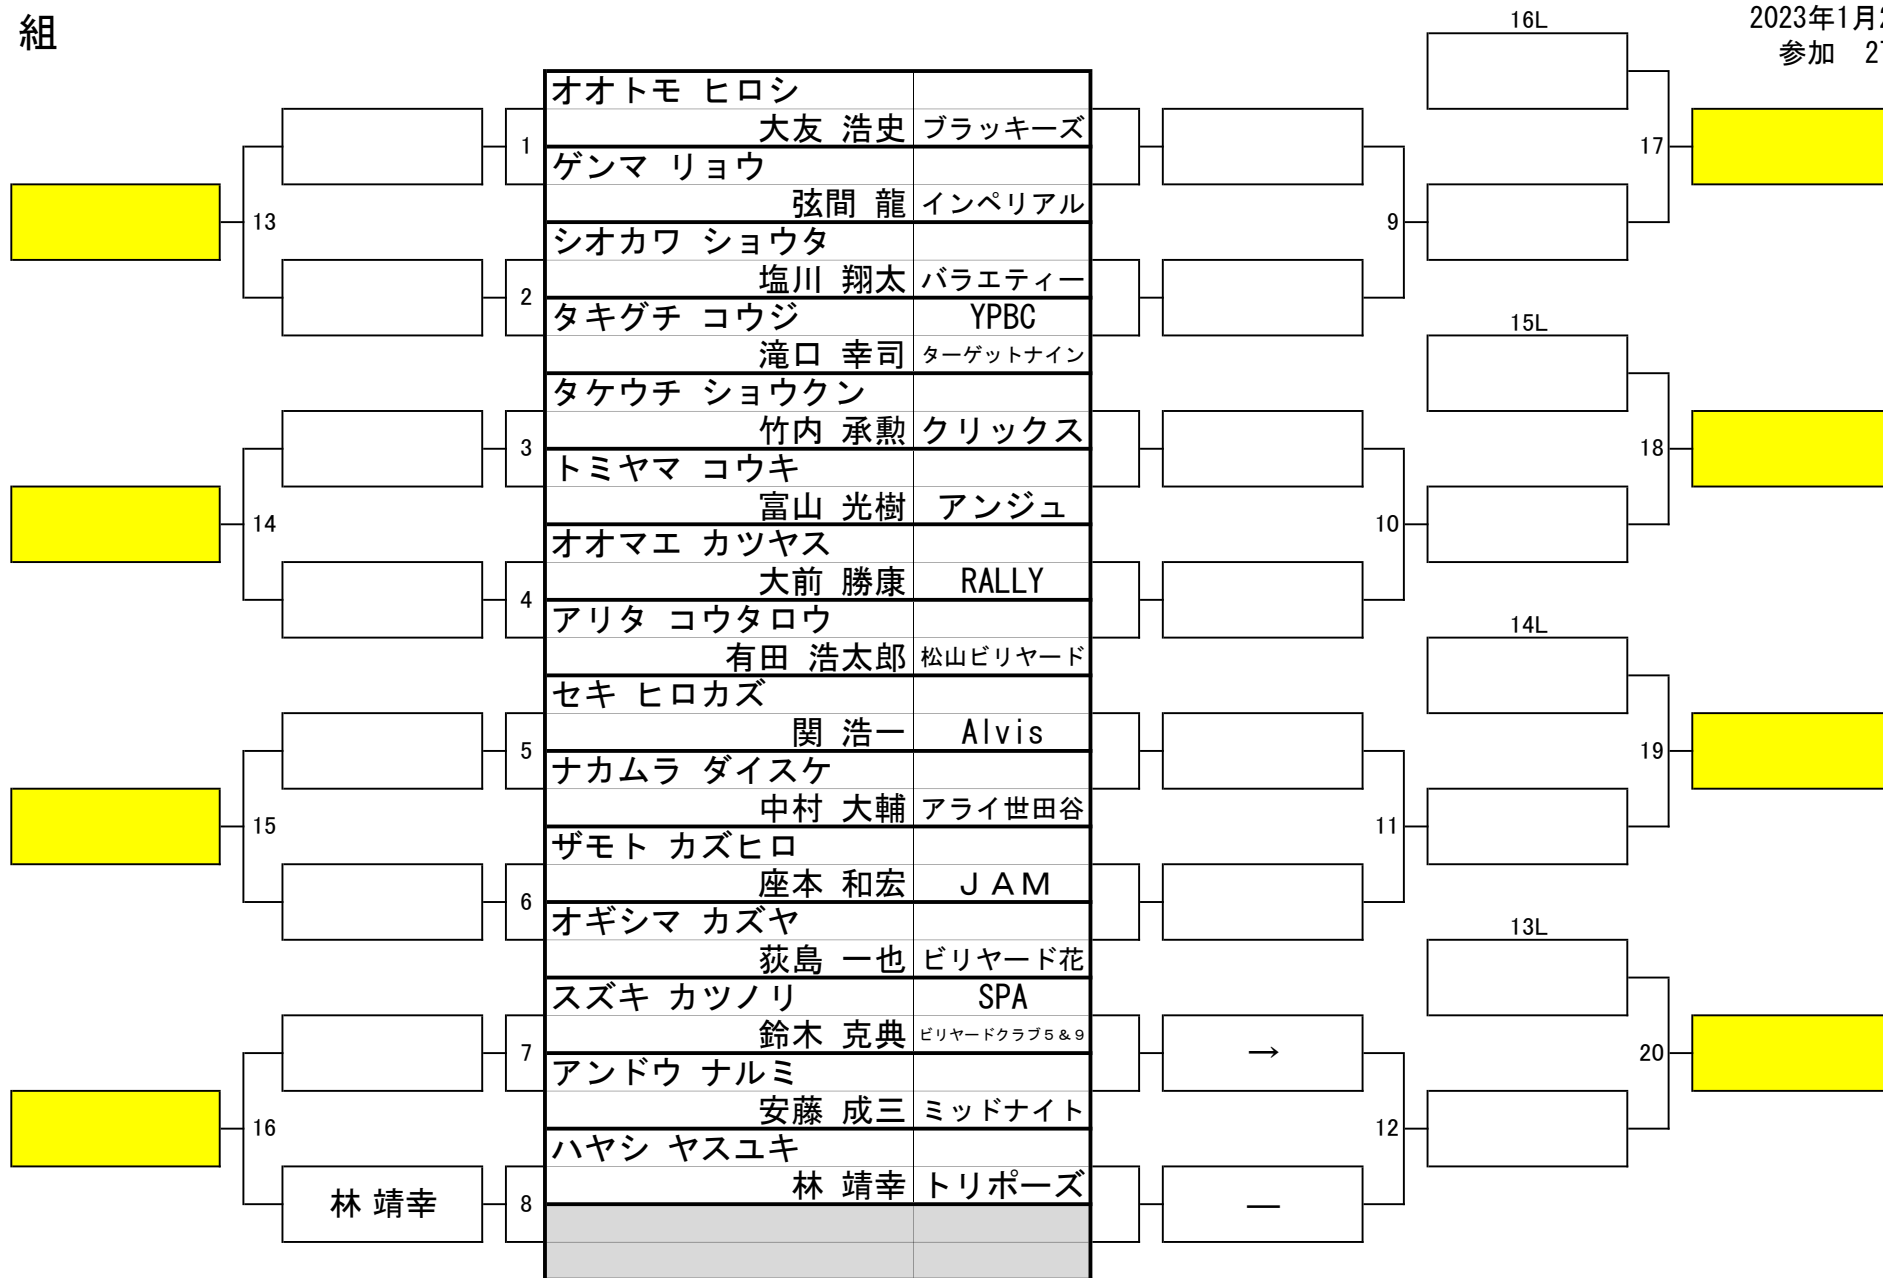 組
2023年1月
参加 2
16L
オオトモ ヒロシ
大友 浩史 ブラッキーズ
1
17
ゲンマ リョウ
弦間 龍 インペリアル
13
9
シオカワ ショウタ
塩川 翔太 バラエティー
2
タキグチ コウジ YPBC
15L
滝口 幸司 ターゲットナイン
タケウチ ショウクン
竹内 承勲 クリックス
3
18
トミヤマ コウキ
富山 光樹 アンジュ
14
10
オオマエ カツヤス
大前 勝康 RALLY
4
アリタ コウタロウ
14L
有田 浩太郎 松山ビリヤード
セキ ヒロカズ
関 浩一 Alvis
5
19
ナカムラ ダイスケ
中村 大輔 アライ世田谷
15
11
ザモト カズヒロ
座本 和宏 JAM
6
オギシマ カズヤ
13L
荻島 一也 ビリヤード花
スズキ カツノリ SPA
鈴木 克典 ビリヤードクラブ5&9
7
→
20
アンドウ ナルミ
安藤 成三 ミッドナイト
16
12
ハヤシ ヤスユキ
林 靖幸 トリポーズ
林 靖幸
8
―